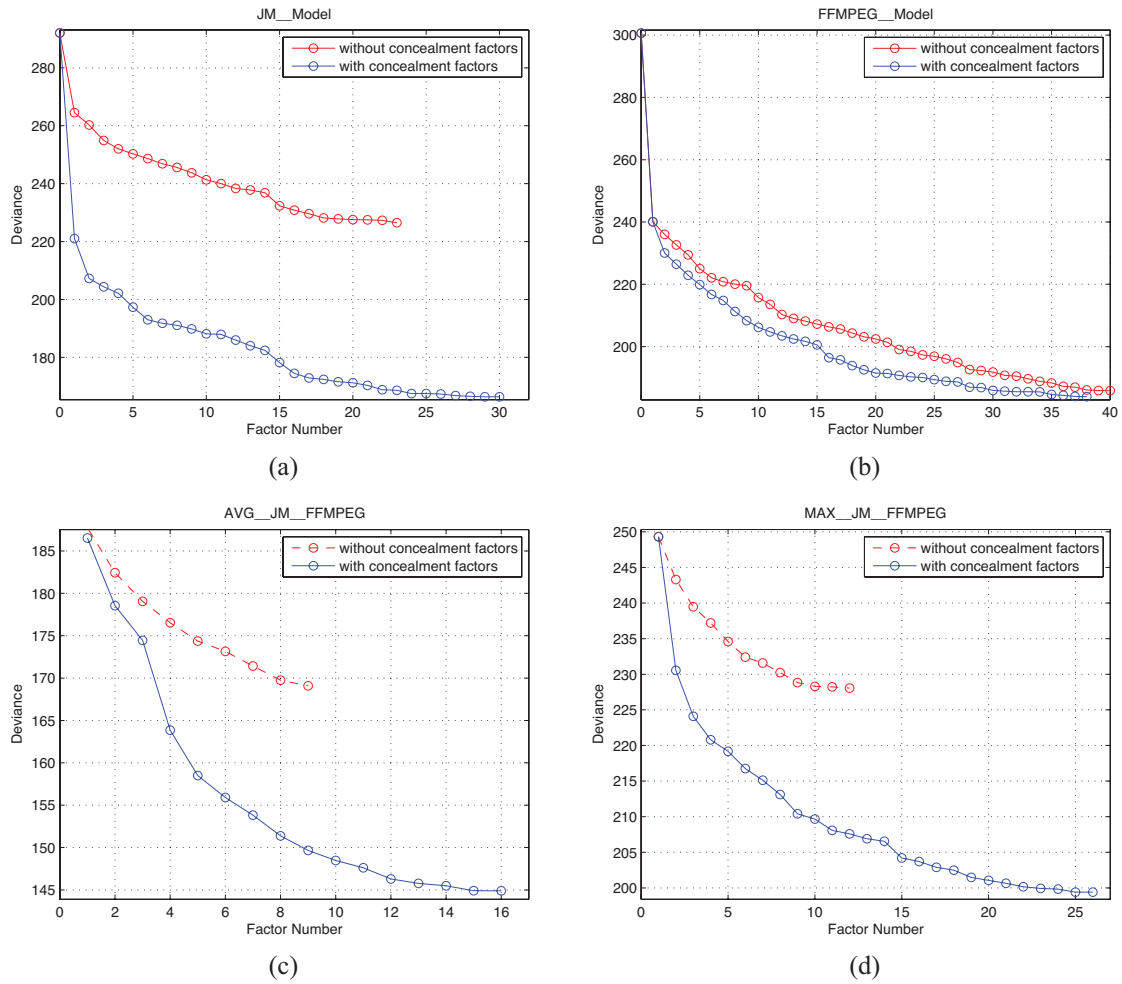 JM__Model
without concealment factors
with concealment factors
Deviance
280
260
240
220
200
180
0 5 10 15 20 25 30
Factor Number
(a)
FFMPEG__Model
without concealment factors
with concealment factors
Deviance
300
280
260
240
220
200
0 5 10 15 20 25 30 35 40
Factor Number
(b)
AVG__JM__FFMPEG
without concealment factors
with concealment factors
Deviance
185
180
175
170
165
160
155
150
145
0 2 4 6 8 10 12 14 16
Factor Number
(c)
MAX__JM__FFMPEG
without concealment factors
with concealment factors
Deviance
250
245
240
235
230
225
220
215
210
205
200
0 5 10 15 20 25
Factor Number
(d)